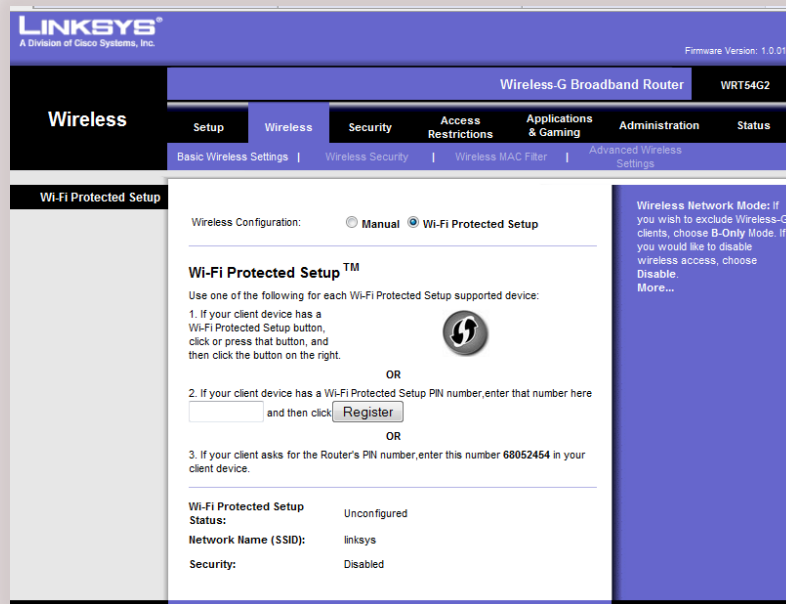 LINKSYS®
A Division of Cisco Systems, Inc.
Firmware Version: 1.0.01
Wireless-G Broadband Router WRT54G2
Wireless
Setup Wireless Security Access Restrictions Applications & Gaming Administration Status
Basic Wireless Settings | Wireless Security | Wireless MAC Filter | Advanced Wireless Settings
Wi-Fi Protected Setup
Wireless Configuration: Manual Wi-Fi Protected Setup
Wi-Fi Protected Setup TM
Use one of the following for each Wi-Fi Protected Setup supported device:
1. If your client device has a
Wi-Fi Protected Setup button,
click or press that button, and
then click the button on the right.
OR
2. If your client device has a Wi-Fi Protected Setup PIN number,enter that number here
and then click Register
OR
3. If your client asks for the Router's PIN number,enter this number 68052454 in your
client device.
Wi-Fi Protected Setup
Status: Unconfigured
Network Name (SSID): linksys
Security: Disabled
Wireless Network Mode: If
you wish to exclude Wireless-G
clients, choose B-Only Mode. If
you would like to disable
wireless access, choose
Disable.
More...